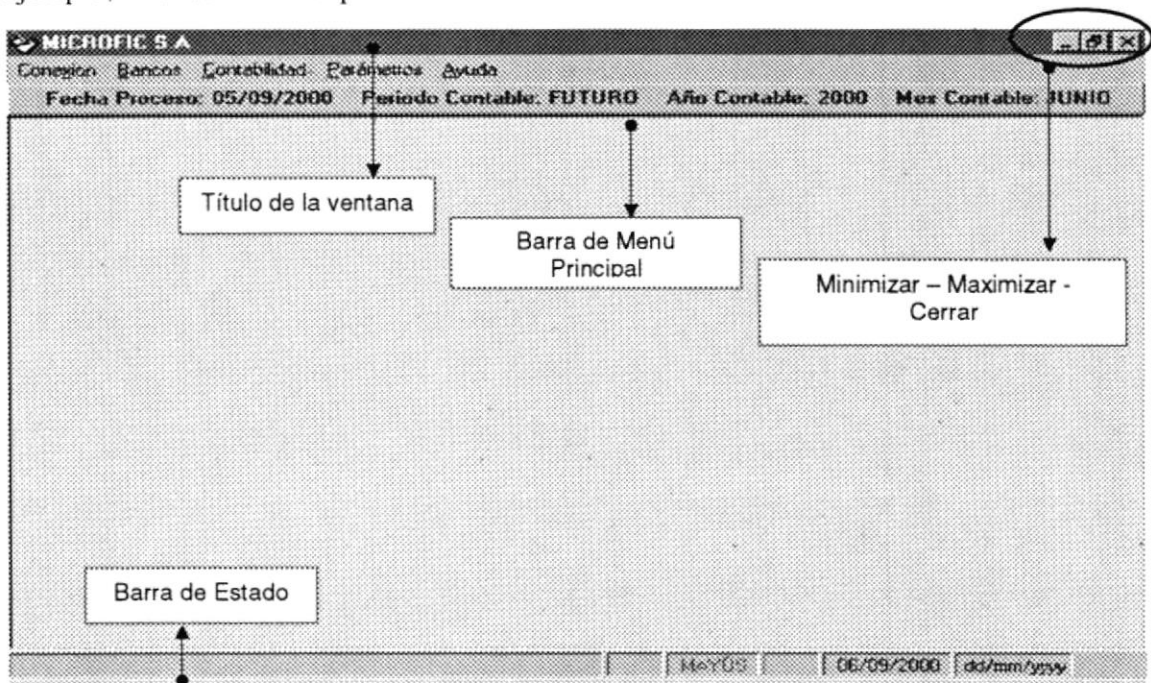 MICROFIC S.A
Conexion Bancos Contabilidad Parámetros Ayuda
Fecha Proceso: 05/09/2000 Periodo Contable: FUTURO Año Contable: 2000 Mes Contable: JUNIO
Título de la ventana
Barra de Menú
Principal
Minimizar – Maximizar -
Cerrar
Barra de Estado
MAYÚS 06/09/2000 dd/mm/yyyy